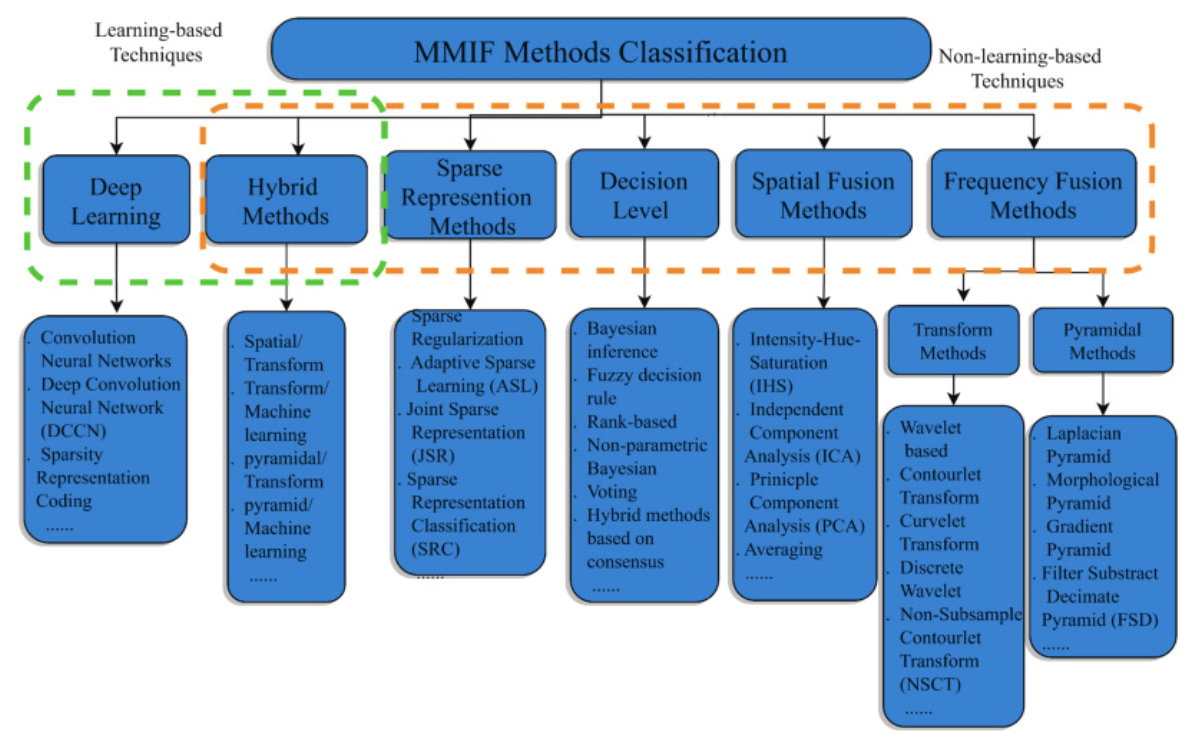 Learning-based
Techniques
MMIF Methods Classification
Non-learning-based
Techniques
Deep
Learning
Hybrid
Methods
Sparse
Represention
Methods
Decision
Level
Spatial Fusion
Methods
Frequency Fusion
Methods
. Convolution
Neural Networks
. Deep Convolution
Neural Network
(DCCN)
. Sparsity
Representation
Coding
......
. Spatial/
Transform
. Transform/
Machine
learning
. pyramidal/
Transform
. pyramid/
Machine
learning
......
Sparse
Regularization
. Adaptive Sparse
Learning (ASL)
. Joint Sparse
Representation
(JSR)
. Sparse
Representation
Classification
(SRC)
......
. Bayesian
inference
. Fuzzy decision
rule
. Rank-based
. Non-parametric
Bayesian
. Voting
. Hybrid methods
based on
consensus
......
. Intensity-Hue-
Saturation
(IHS)
. Independent
Component
Analysis (ICA)
. Prinicple
Component
Analysis (PCA)
. Averaging
......
Transform
Methods
Pyramidal
Methods
. Wavelet
based
. Contourlet
Transform
. Curvelet
Transform
. Discrete
Wavelet
. Non-Subsample
Contourlet
Transform
(NSCT)
......
. Laplacian
Pyramid
. Morphological
Pyramid
. Gradient
Pyramid
. Filter Substract
Decimate
Pyramid (FSD)
......